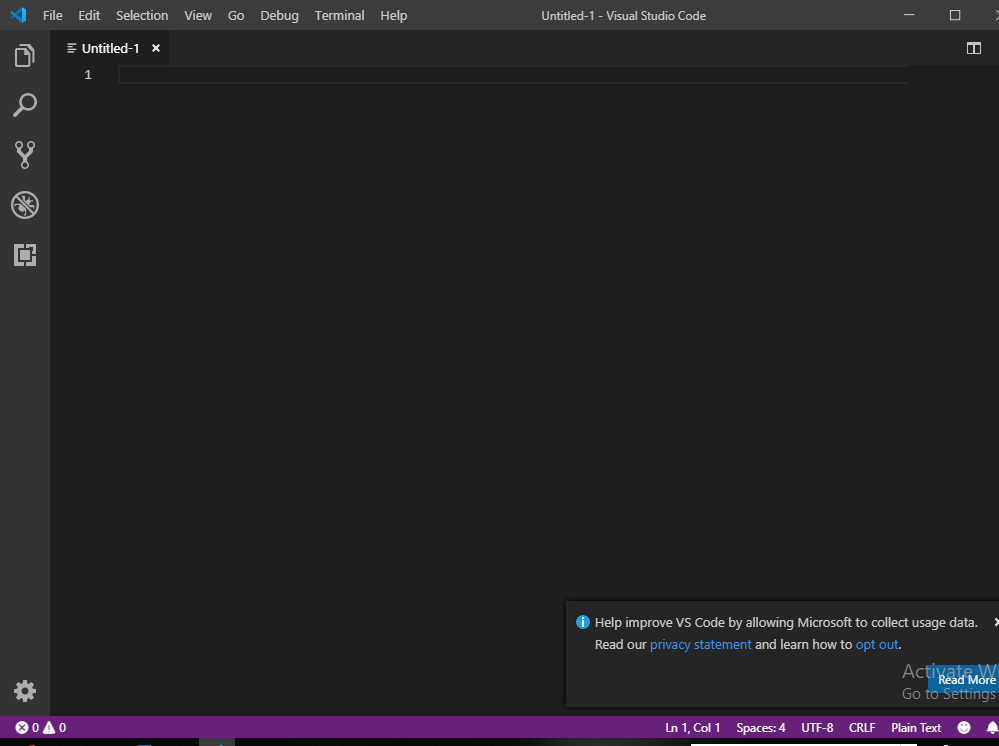 File Edit Selection View Go Debug Terminal Help Untitled-1 - Visual Studio Code
Untitled-1
1
Help improve VS Code by allowing Microsoft to collect usage data.
Read our privacy statement and learn how to opt out.
Activate W
Read More
Go to Settings
0 0 Ln 1, Col 1 Spaces: 4 UTF-8 CRLF Plain Text